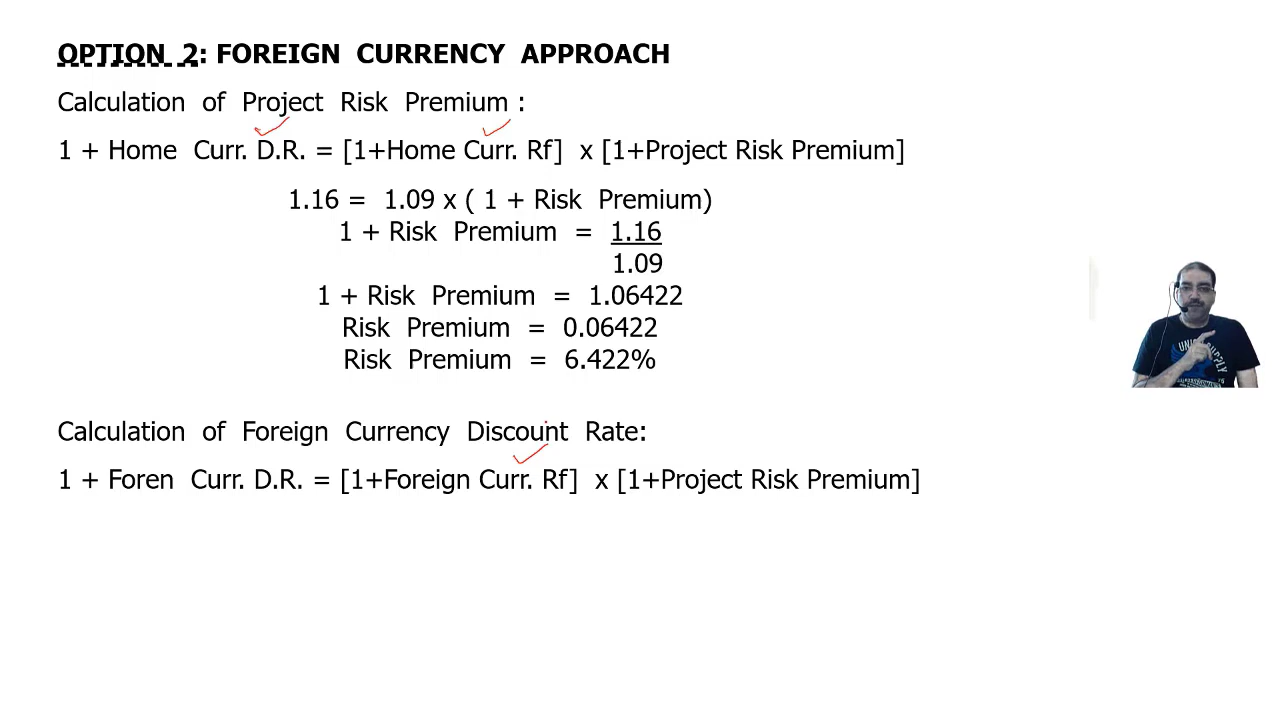 OPTION 2: FOREIGN CURRENCY APPROACH
Calculation of Project Risk Premium :
1 + Home Curr. D.R. = [1+Home Curr. Rf] x [1+Project Risk Premium]
1.16 = 1.09 x ( 1 + Risk Premium)
1 + Risk Premium = 1.16
1.09
1 + Risk Premium = 1.06422
Risk Premium = 0.06422
Risk Premium = 6.422%
Calculation of Foreign Currency Discount Rate:
1 + Foren Curr. D.R. = [1+Foreign Curr. Rf] x [1+Project Risk Premium]